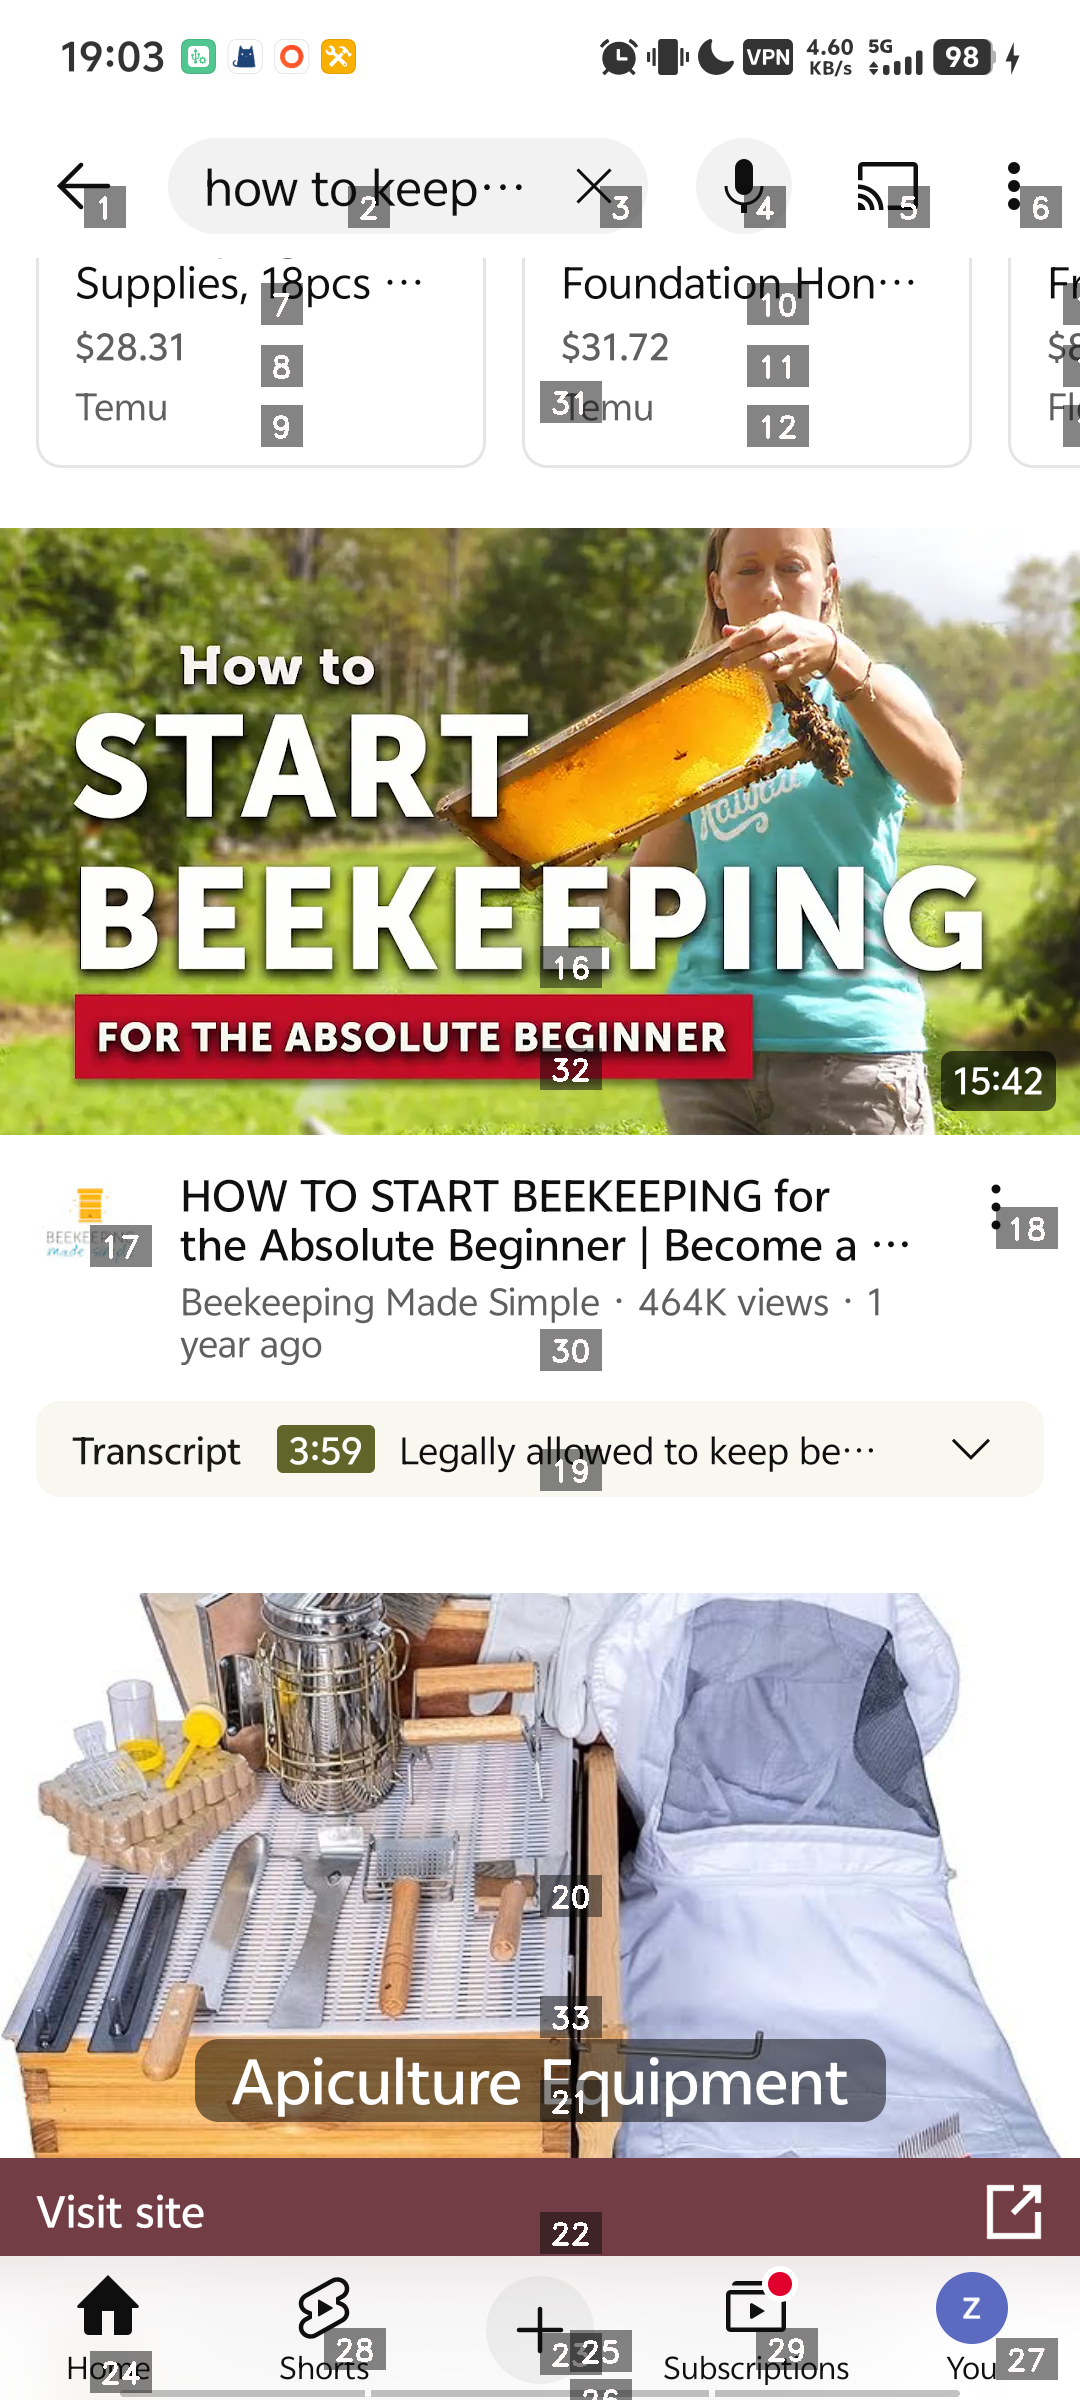 19:03
VPN
4.60 KB/s
5G
98
how to keep...
1
2
3
4
5
6
Supplies, 18pcs ...
Foundation Hon...
Fr
7
10
$28.31
$31.72
$8
8
11
Temu
Temu
Flo
31
9
12
How to
START
BEEKEEPING
16
FOR THE ABSOLUTE BEGINNER
32
15:42
HOW TO START BEEKEEPING for
the Absolute Beginner | Become a ...
17
18
Beekeeping Made Simple · 464K views · 1
year ago
30
Transcript 3:59 Legally allowed to keep be...
19
20
33
Apiculture Equipment
21
Visit site
22
Z
Home
Shorts
Subscriptions
You
24
28
25
29
27